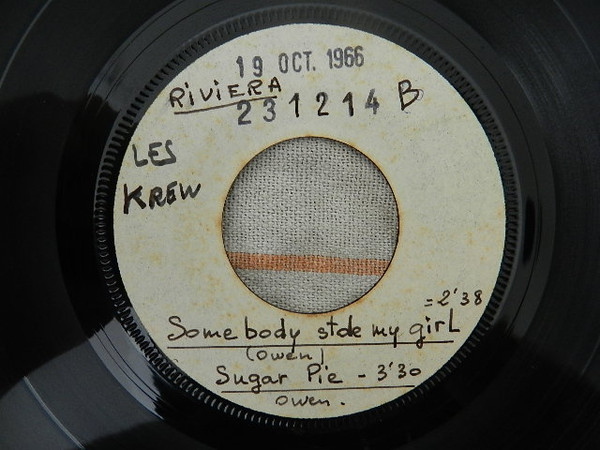 19 OCT. 1966
RiViERA
231214 B
LES
KREW
= 2'38
Somebody stole my girL
(owen)
Sugar Pie - 3'30
owen.